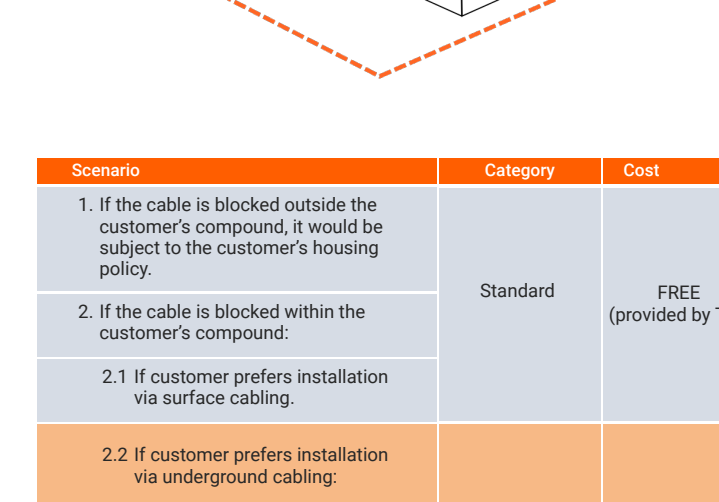 Scenario
Category
Cost
1. If the cable is blocked outside the
customer's compound, it would be
subject to the customer's housing
policy.
Standard
FREE
(provided by
2. If the cable is blocked within the
customer's compound:
2.1 If customer prefers installation
via surface cabling.
2.2 If customer prefers installation
via underground cabling: